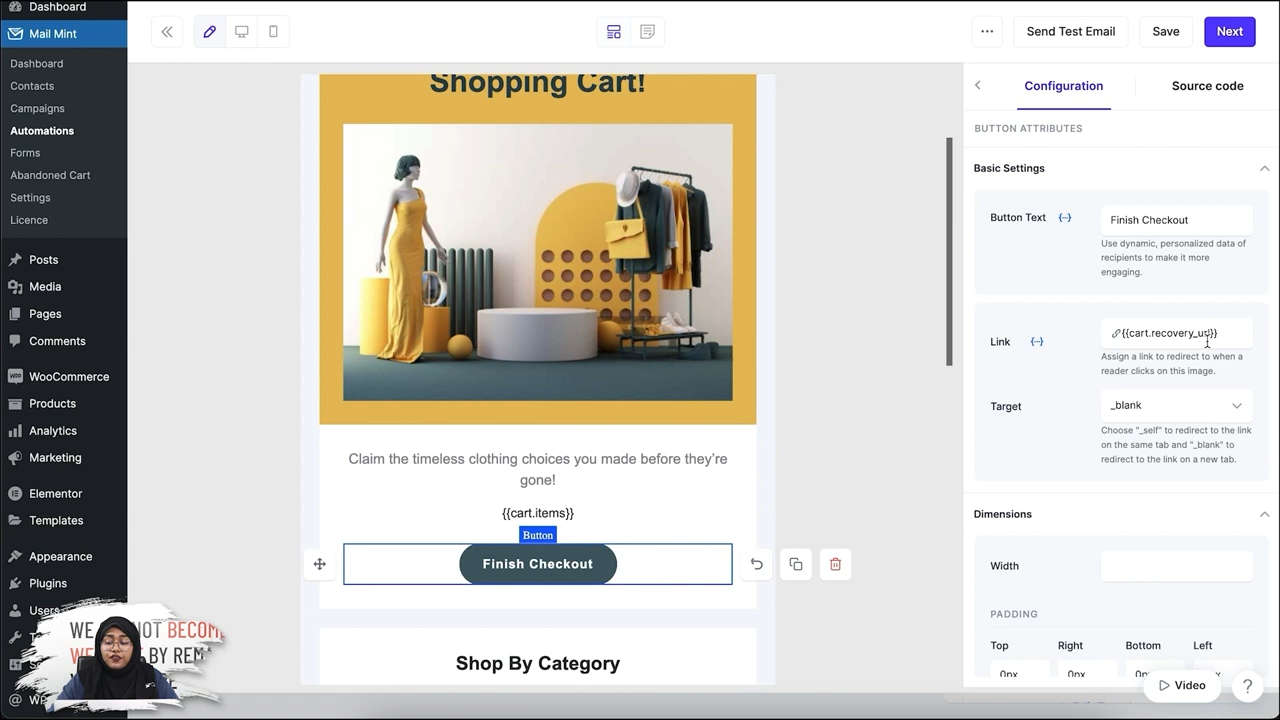 Dashboard
Mail Mint
Dashboard
Contacts
Campaigns
Automations
Forms
Abandoned Cart
Settings
Licence
Posts
Media
Pages
Comments
WooCommerce
Products
Analytics
Marketing
Elementor
Templates
Appearance
Plugins
Users
Send Test Email
Save
Next
Shopping Cart!
Claim the timeless clothing choices you made before they're
gone!
{{cart.items}}
Button
Finish Checkout
Shop By Category
Configuration
Source code
BUTTON ATTRIBUTES
Basic Settings
Button Text
Finish Checkout
Use dynamic, personalized data of
recipients to make it more
engaging.
Link
{{cart.recovery_url}}
Assign a link to redirect to when a
reader clicks on this image.
Target
_blank
Choose "_self" to redirect to the link
on the same tab and "_blank" to
redirect to the link on a new tab.
Dimensions
Width
PADDING
Top
Right
Bottom
Left
0px
0px
Video